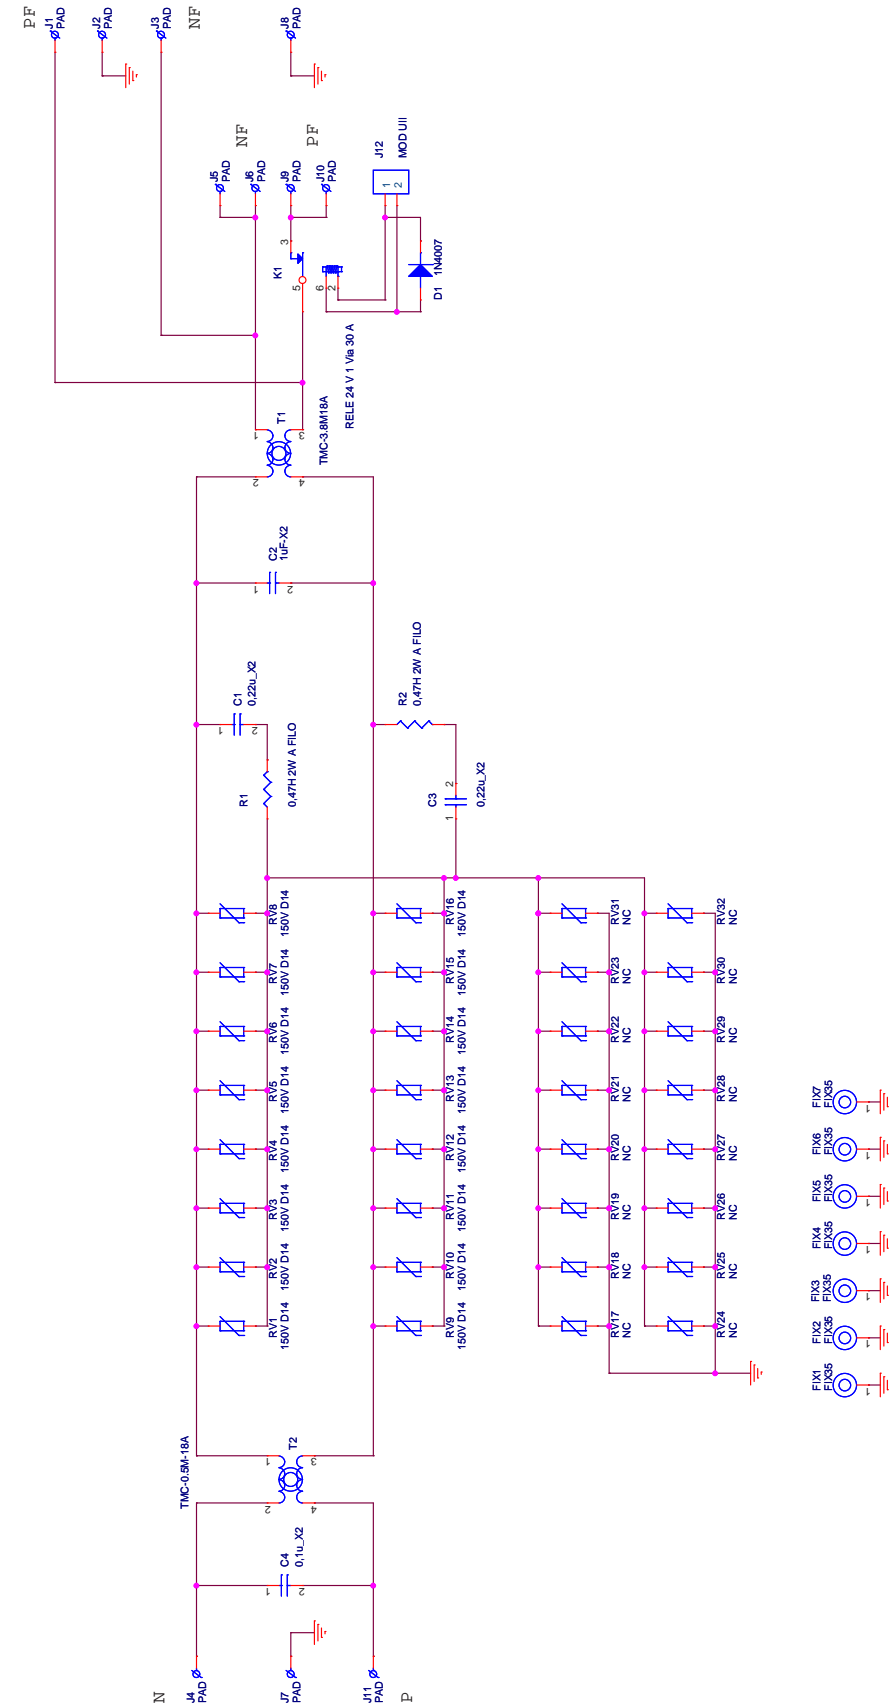 PF
J1
PAD
J2
PAD
J3
PAD
NF
J8
PAD
NF
PF
J5
PAD
J6
PAD
J9
PAD
J10
PAD
J12
MOD UII
1
2
3
K1
5
6
2
D1
1N4007
RELE 24 V 1 Via 30 A
1
T1
3
TMC-3.8M18A
2
4
C2
1uF-X2
1
2
C1
0,22u_X2
1
2
R2
0,47H 2W A FILO
R1
0,47H 2W A FILO
C3
0,22u_X2
2
1
RV8
150V D14
RV16
150V D14
RV31
NC
RV32
NC
RV7
150V D14
RV15
150V D14
RV23
NC
RV30
NC
RV6
150V D14
RV14
150V D14
RV22
NC
RV29
NC
RV5
150V D14
RV13
150V D14
RV21
NC
RV28
NC
RV4
150V D14
RV12
150V D14
RV20
NC
RV27
NC
RV3
150V D14
RV11
150V D14
RV19
NC
RV26
NC
RV2
150V D14
RV10
150V D14
RV18
NC
RV25
NC
RV1
150V D14
RV9
150V D14
RV17
NC
RV24
NC
FIX7
FIX35
1
FIX6
FIX35
1
FIX5
FIX35
1
FIX4
FIX35
1
FIX3
FIX35
1
FIX2
FIX35
1
FIX1
FIX35
1
TMC-0.5M-18A
1
T2
3
2
4
C4
0,1u_X2
1
2
N
J4
PAD
J7
PAD
J11
PAD
P